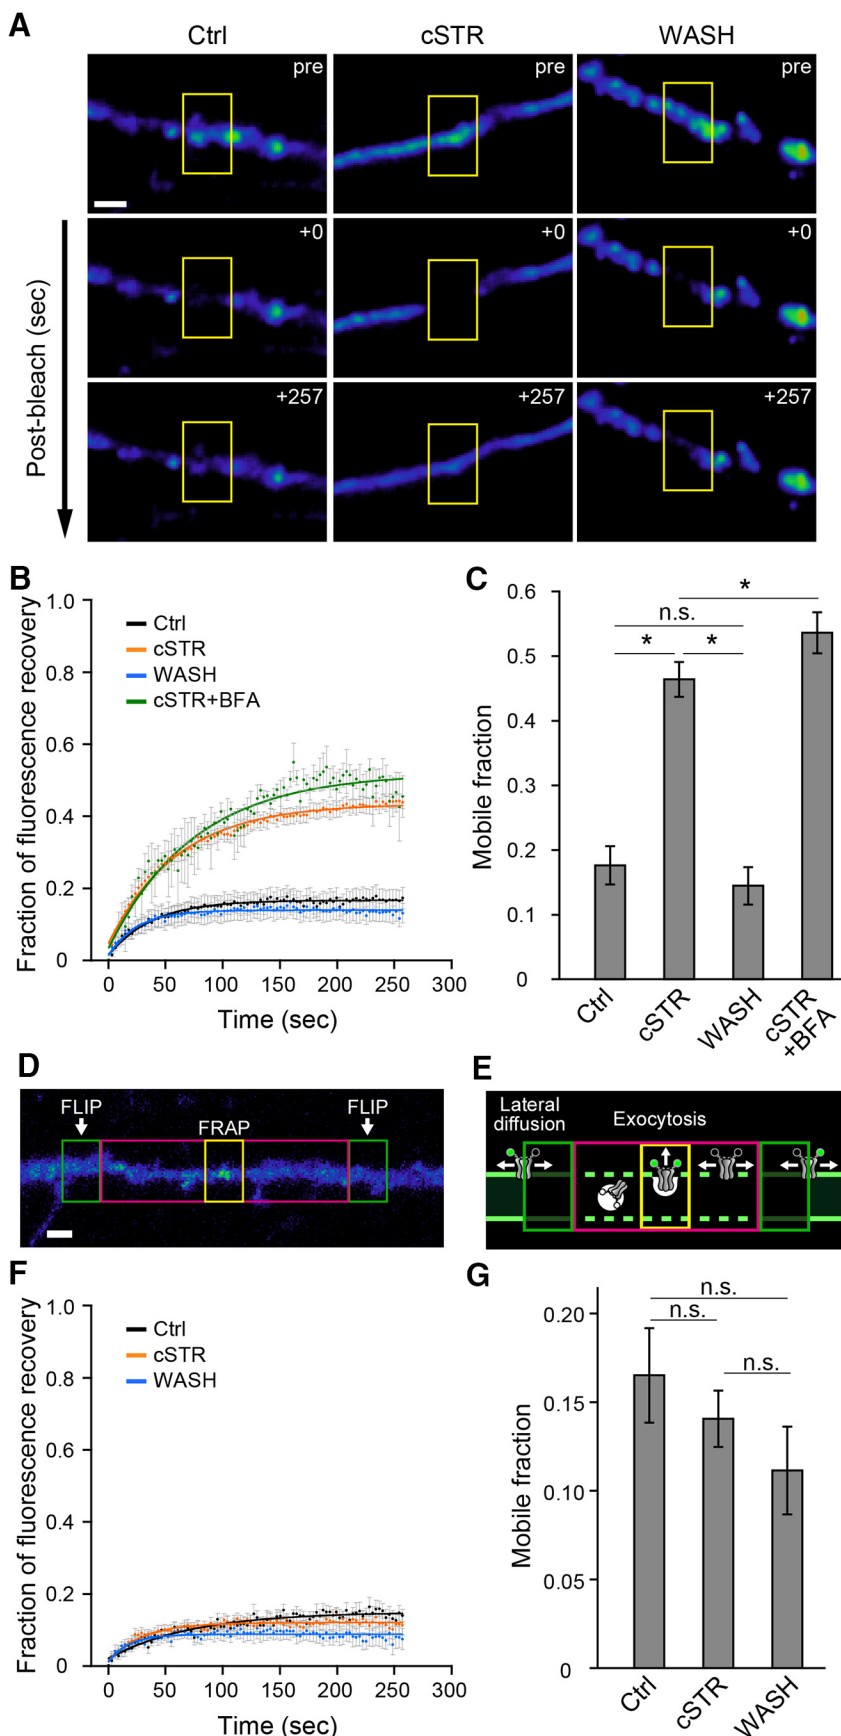 A
Ctrl
cSTR
WASH
pre
pre
pre
+0
+0
+0
+257
+257
+257
Post-bleach (sec)
B
Fraction of fluorescence recovery
1.0
0.8
0.6
0.4
0.2
0
Ctrl
cSTR
WASH
cSTR+BFA
0
50
100
150
200
250
300
Time (sec)
C
Mobile fraction
0.6
0.5
0.4
0.3
0.2
0.1
0
*
n.s.
*
*
Ctrl
cSTR
WASH
cSTR
+BFA
D
FLIP
FRAP
FLIP
E
Lateral
diffusion
Exocytosis
F
Fraction of fluorescence recovery
1.0
0.8
0.6
0.4
0.2
0
Ctrl
cSTR
WASH
0
50
100
150
200
250
300
Time (sec)
G
Mobile fraction
0.20
0.15
0.10
0.05
0
n.s.
n.s.
n.s.
Ctrl
cSTR
WASH